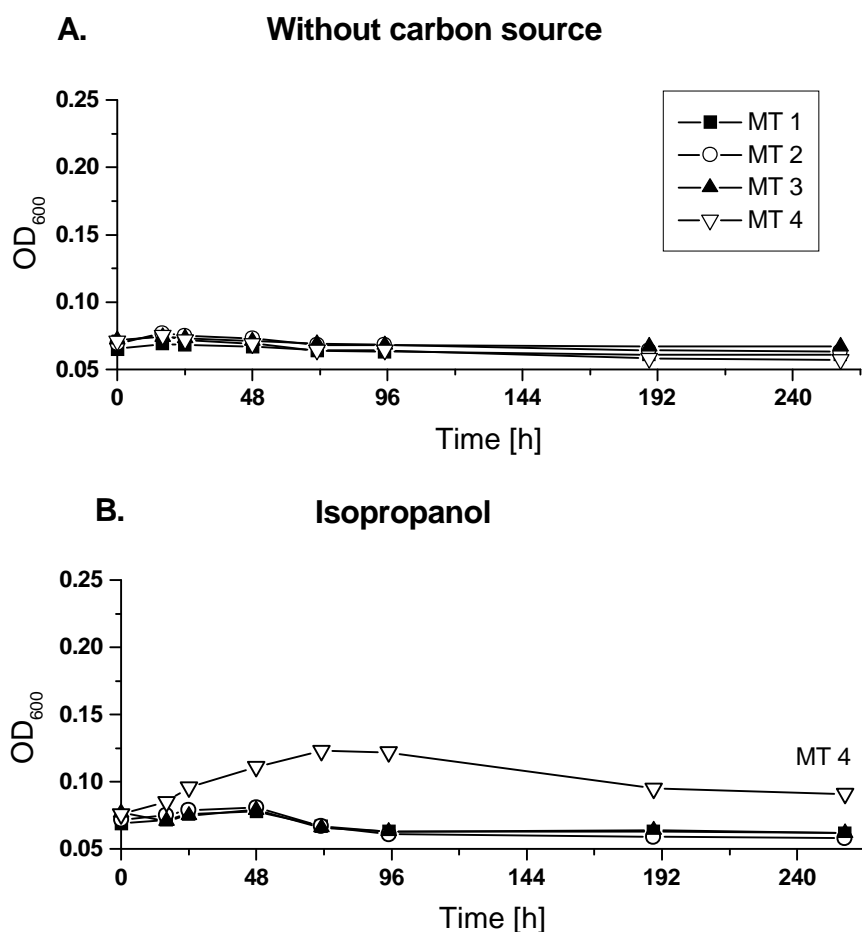 A. Without carbon source
0.25
0.20
0.15
0.10
0.05
OD600
MT 1
MT 2
MT 3
MT 4
0 48 96 144 192 240
Time [h]
B. Isopropanol
0.25
0.20
0.15
0.10
0.05
OD600
MT 4
0 48 96 144 192 240
Time [h]